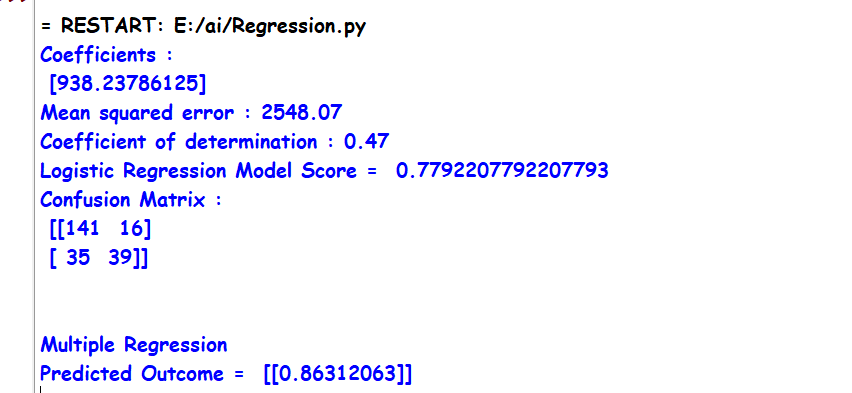 = RESTART: E:/ai/Regression.py
Coefficients :
[938.23786125]
Mean squared error : 2548.07
Coefficient of determination : 0.47
Logistic Regression Model Score =  0.7792207792207793
Confusion Matrix :
[[141  16]
[ 35  39]]
Multiple Regression
Predicted Outcome =  [[0.86312063]]